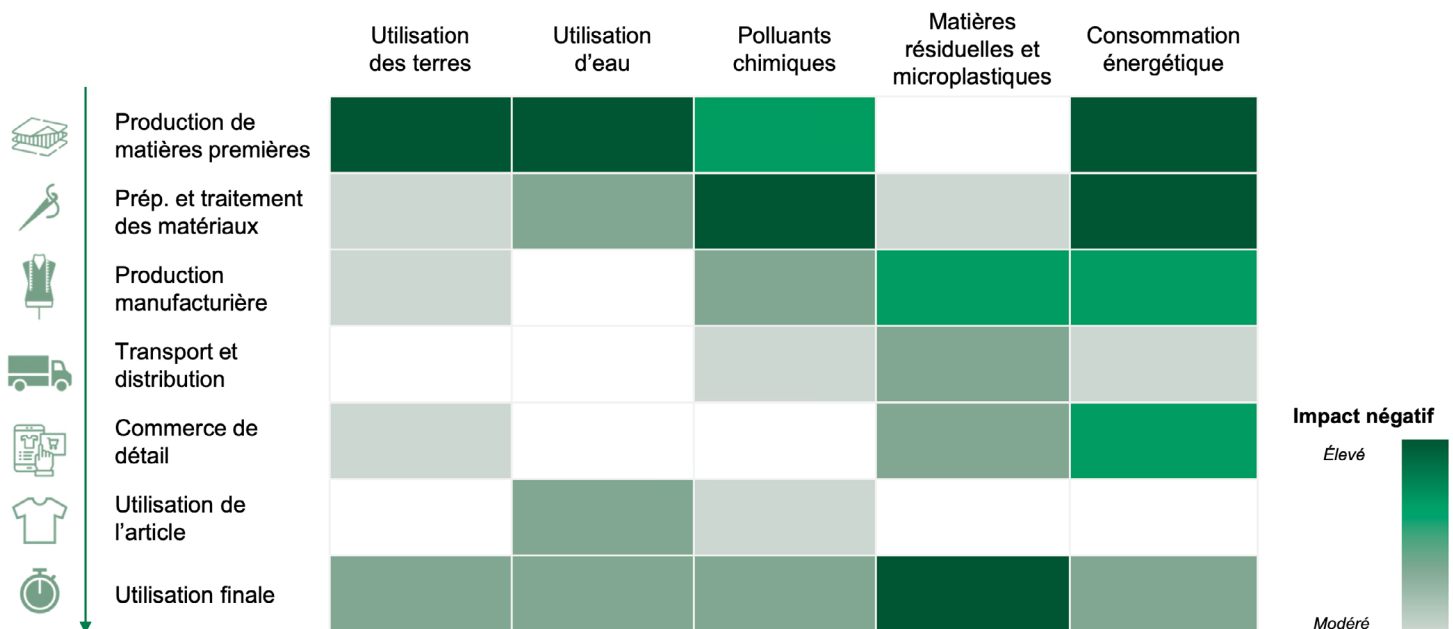 Utilisation
des terres
Utilisation
d’eau
Polluants
chimiques
Matières
résiduelles et
microplastiques
Consommation
énergétique
Production de
matières premières
Prép. et traitement
des matériaux
Production
manufacturière
Transport et
distribution
Commerce de
détail
Utilisation de
l’article
Utilisation finale
Impact négatif
Élevé
Modéré